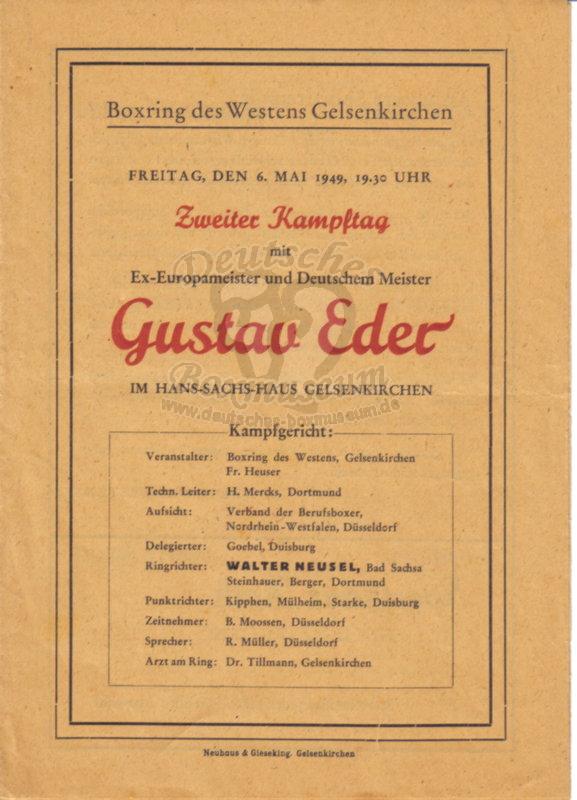 Boxring des Westens Gelsenkirchen
FREITAG, DEN 6. MAI 1949, 19.30 UHR
Zweiter Kampftag
mit
Ex-Europameister und Deutschem Meister
Gustav Eder
IM HANS-SACHS-HAUS GELSENKIRCHEN
Deutsches
Boxmuseum
www.deutsches-boxmuseum.de
Kampfgericht:
Veranstalter: Boxring des Westens, Gelsenkirchen
Fr. Heuser
Techn. Leiter: H. Mercks, Dortmund
Aufsicht: Verband der Berufsboxer,
Nordrhein-Westfalen, Düsseldorf
Delegierter: Goebel, Duisburg
Ringrichter: WALTER NEUSEL, Bad Sachsa
Steinhauer, Berger, Dortmund
Punktrichter: Kipphen, Mülheim, Starke, Duisburg
Zeitnehmer: B. Moossen, Düsseldorf
Sprecher: R. Müller, Düsseldorf
Arzt am Ring: Dr. Tillmann, Gelsenkirchen
Neuhaus & Gieseking, Gelsenkirchen